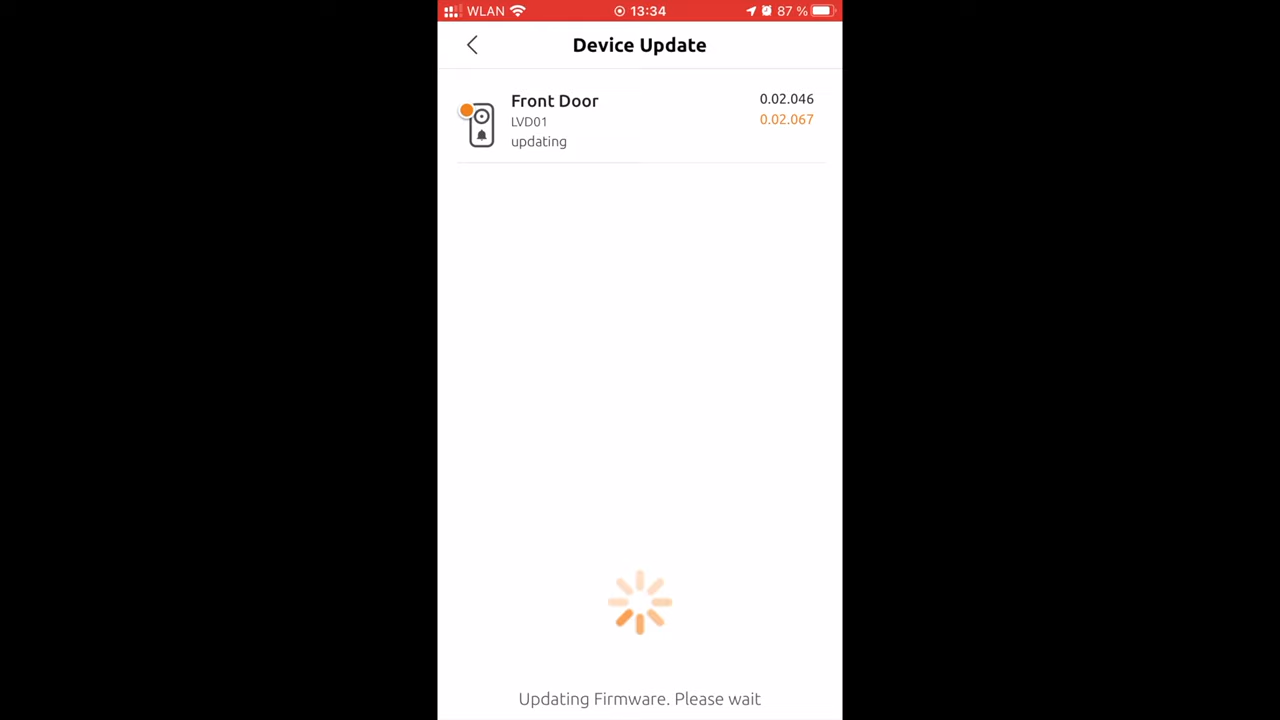 WLAN 13:34 87 %
Device Update
Front Door 0.02.046
LVD01 0.02.067
updating
Updating Firmware. Please wait